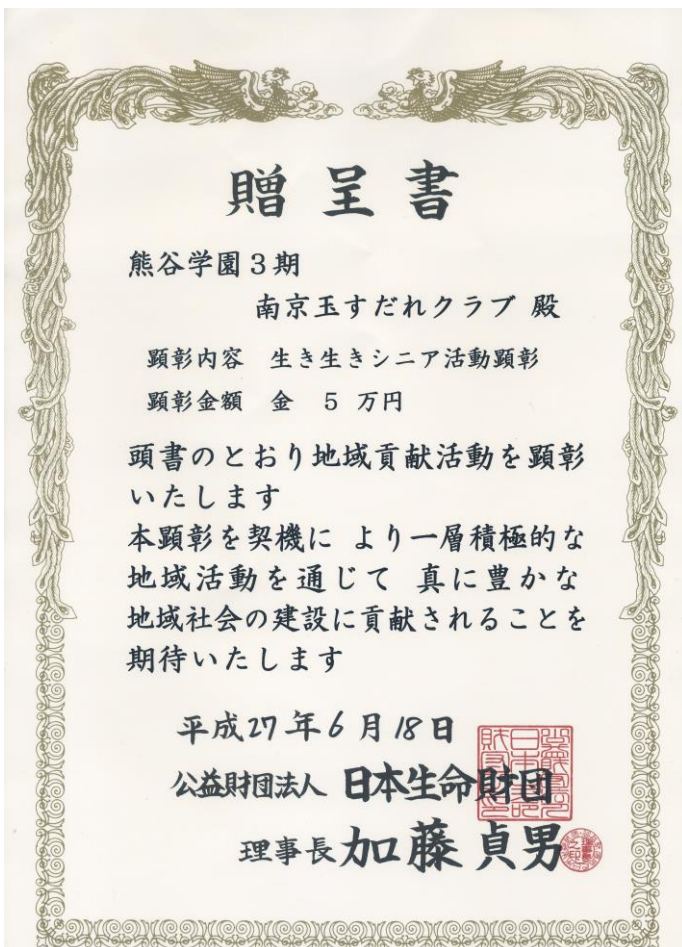 贈呈書
熊谷学園3期
南京玉すだれクラブ 殿
顕彰内容 生き生きシニア活動顕彰
顕彰金額 金 5 万円
頭書のとおり地域貢献活動を顕彰
いたします
本顕彰を契機に より一層積極的な
地域活動を通じて 真に豊かな
地域社会の建設に貢献されることを
期待いたします
平成27年6月18日
公益財団法人 日本生命財団
理事長 加藤貞男